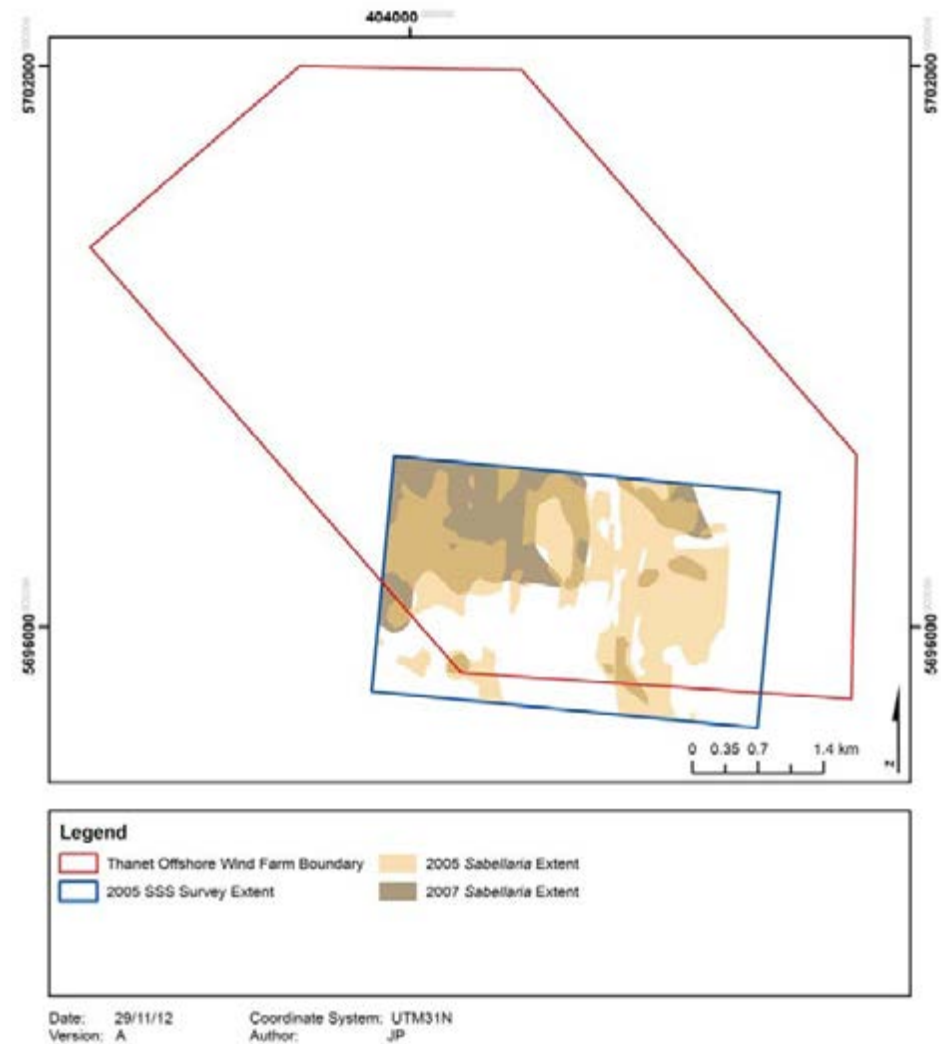 404000
5702000
5702000
5696000
5696000
0 0.35 0.7 1.4 km
z
Legend
Thanet Offshore Wind Farm Boundary
2005 Sabellaria Extent
2005 SSS Survey Extent
2007 Sabellaria Extent
Date: 29/11/12 Coordinate System: UTM31N
Version: A Author: JP